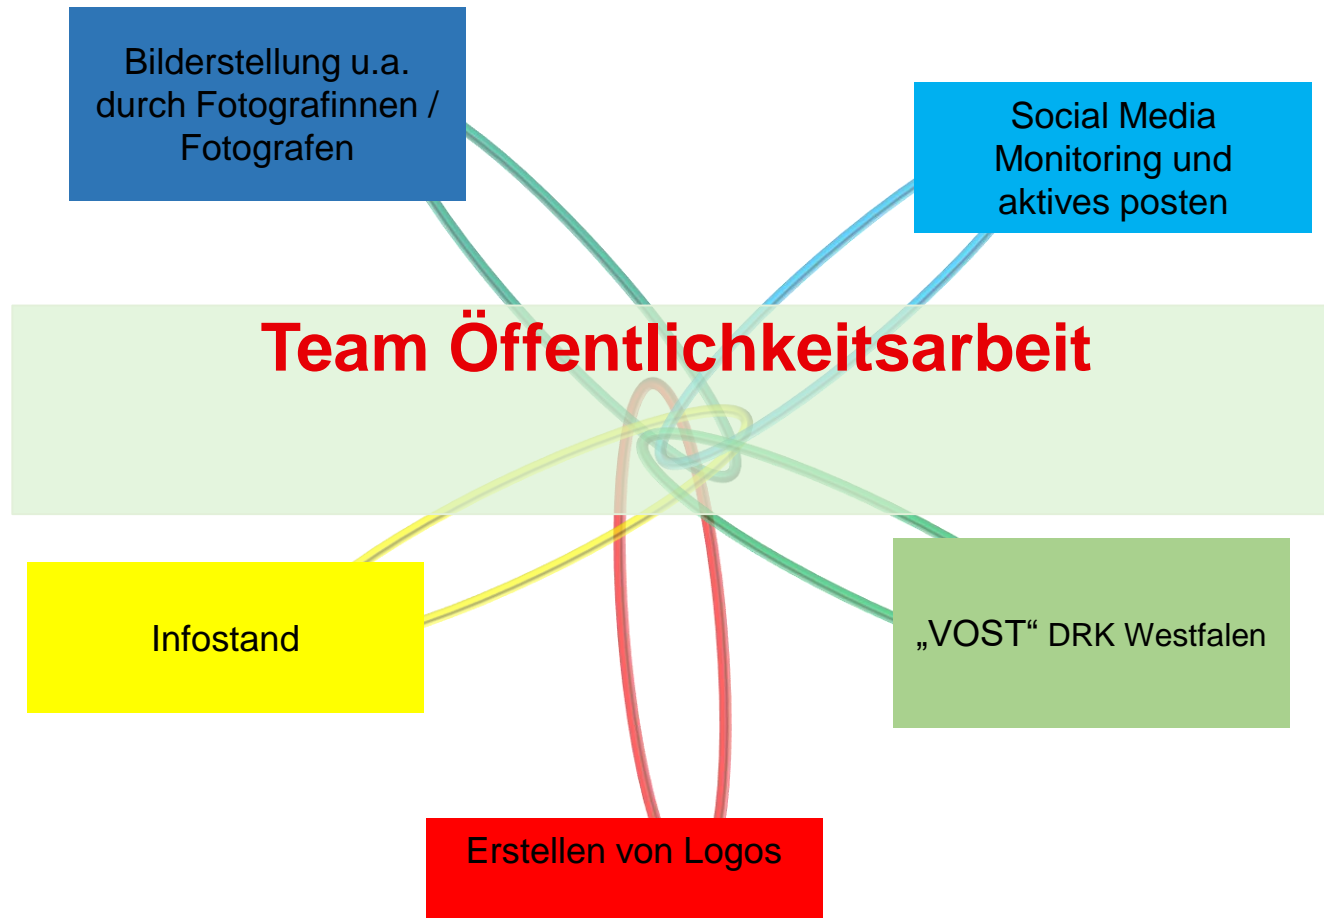 Bilderstellung u.a.
durch Fotografinnen /
Fotografen
Social Media
Monitoring und
aktives posten
Team Öffentlichkeitsarbeit
Infostand
„VOST“ DRK Westfalen
Erstellen von Logos